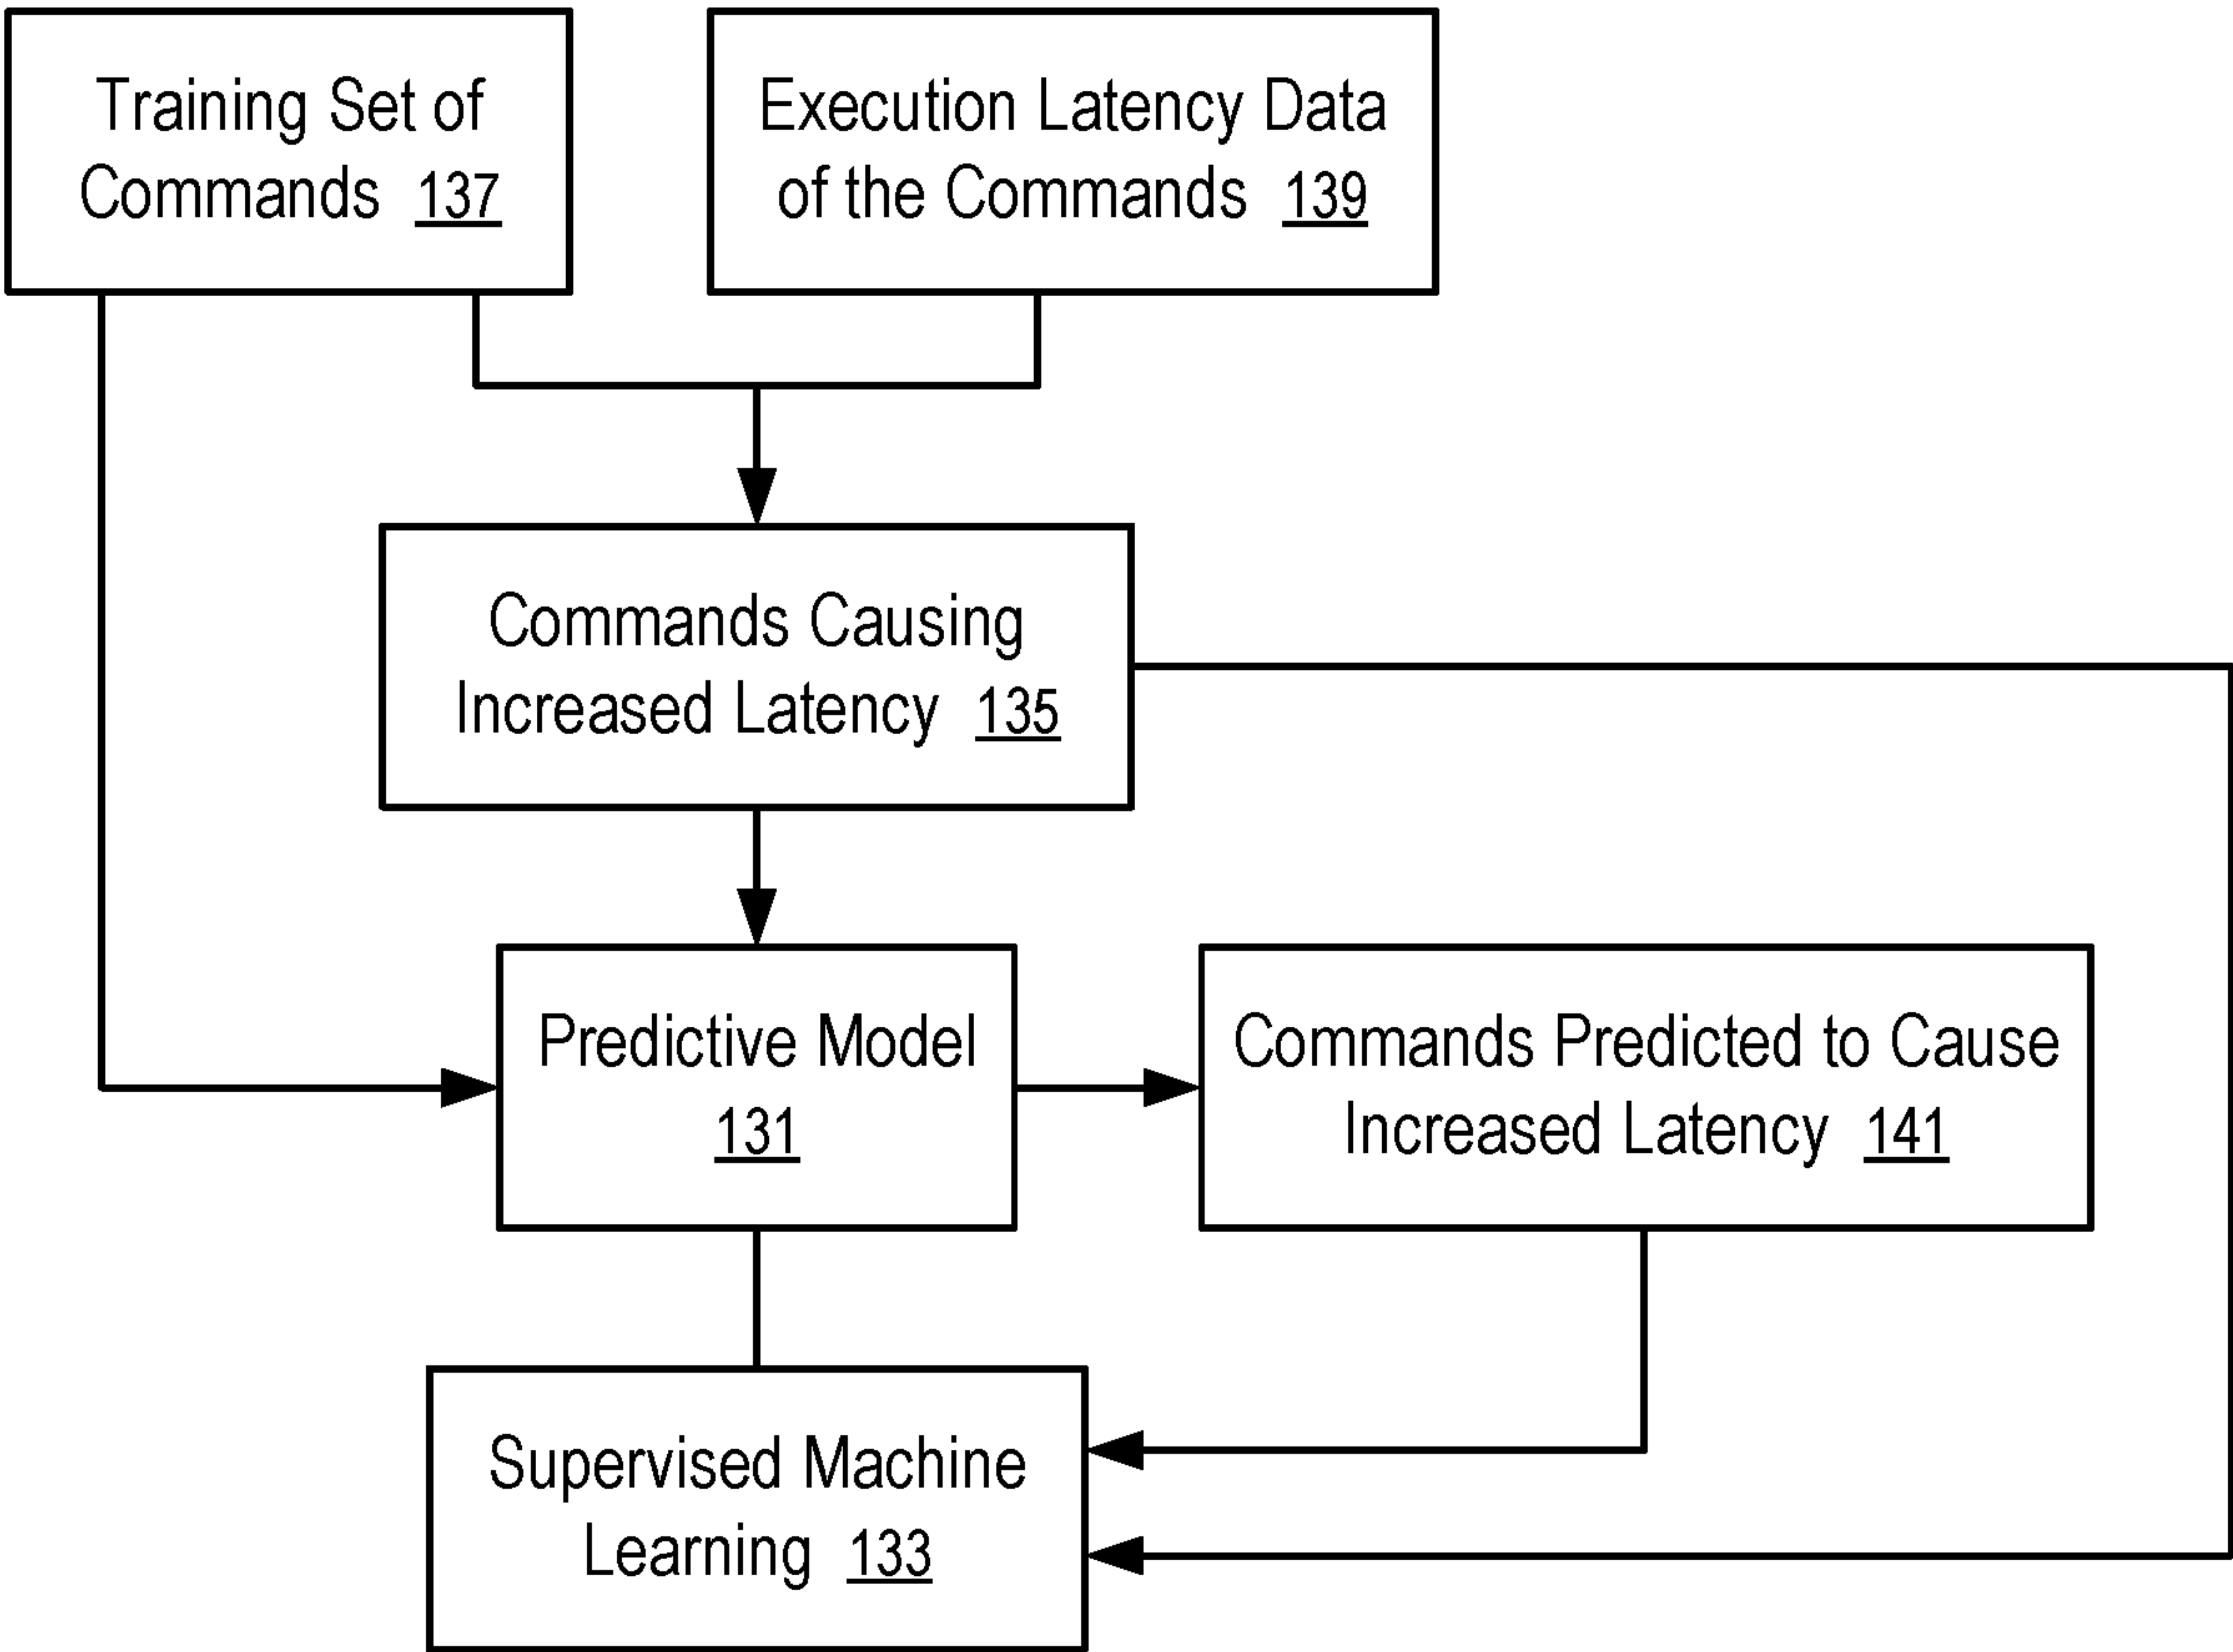 Training Set of
Commands 137
Execution Latency Data
of the Commands 139
Commands Causing
Increased Latency 135
Predictive Model
131
Commands Predicted to Cause
Increased Latency 141
Supervised Machine
Learning 133